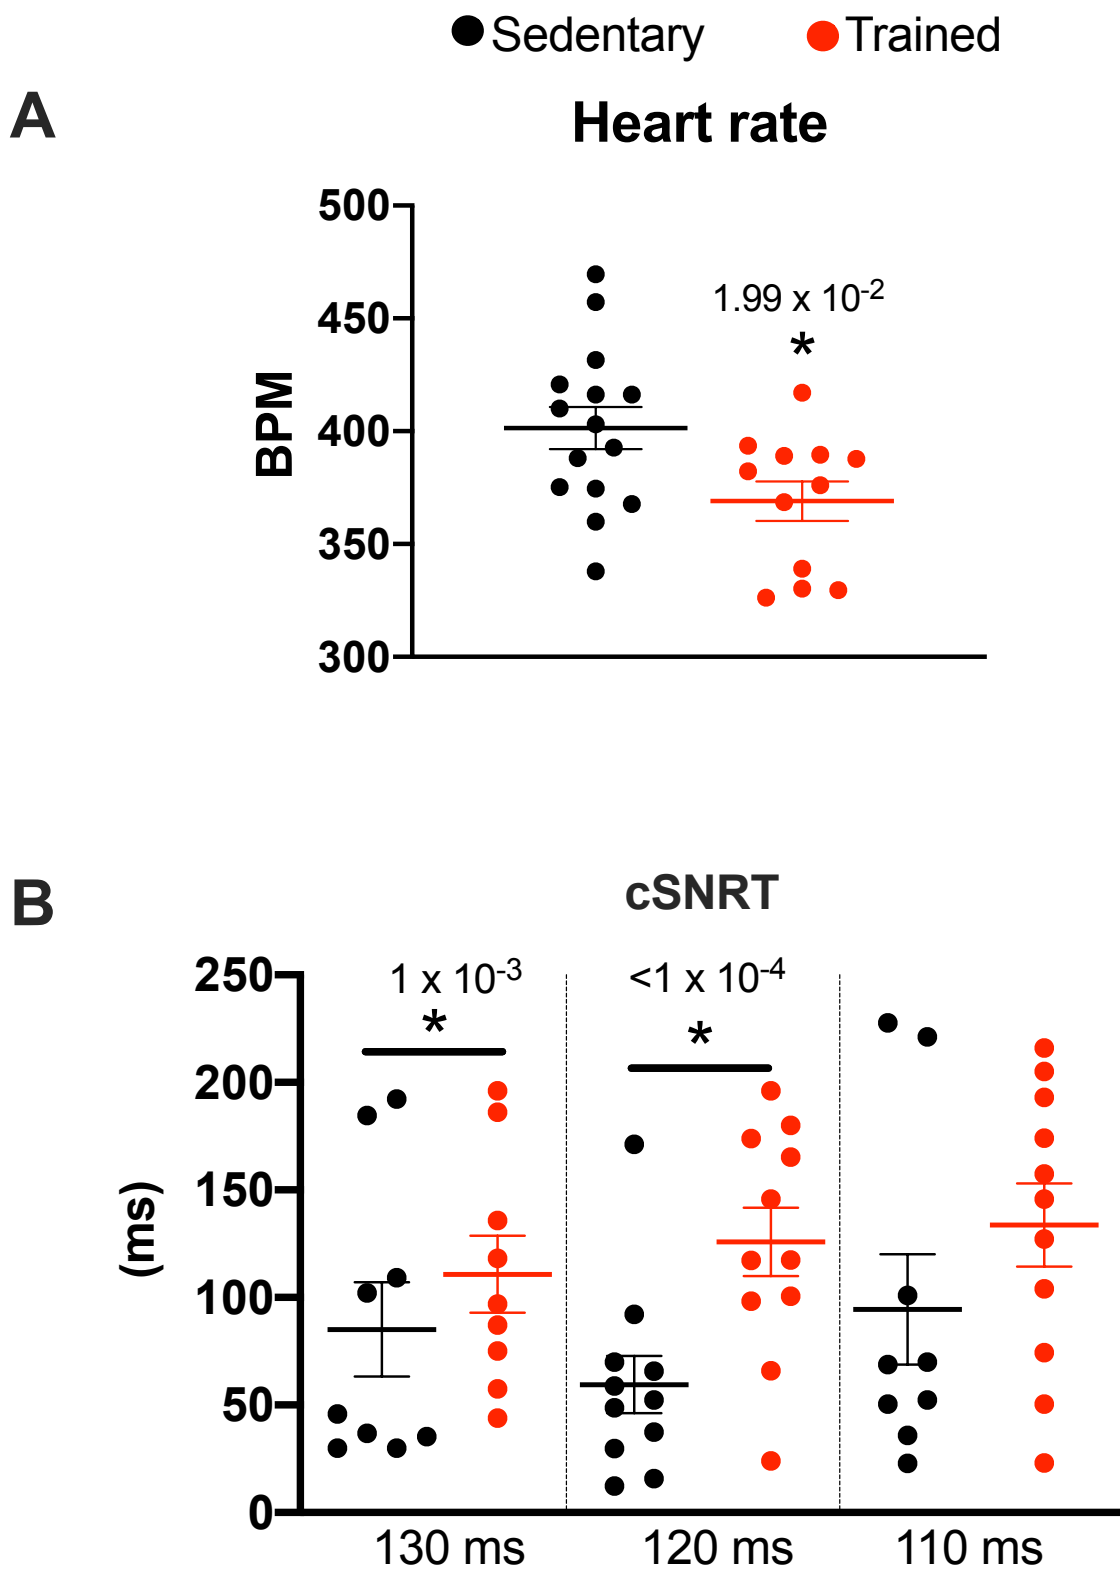 Sedentary Trained
A
Heart rate
500
450
400
350
300
BPM
1.99 x 10-2
*
B
cSNRT
250
200
150
100
50
0
(ms)
1 x 10-3
*
<1 x 10-4
*
130 ms 120 ms 110 ms